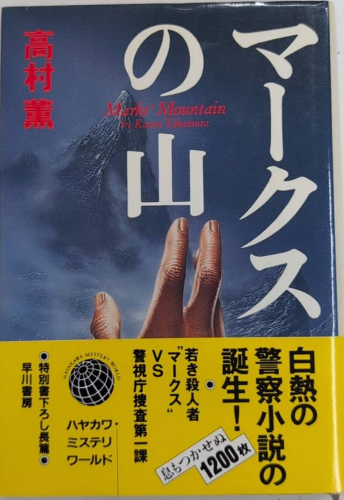 マークス
の山
高村薫
Marks' Mountain
by Kaoru Takamura
白熱の
警察小説の
誕生!
息もつかせぬ
1200枚
若き殺人者
"マークス"
VS
警視庁捜査第一課
HAYAKAWA MYSTERY WORLD
ハヤカワ・
ミステリ
ワールド
●特別書下ろし長篇●
早川書房